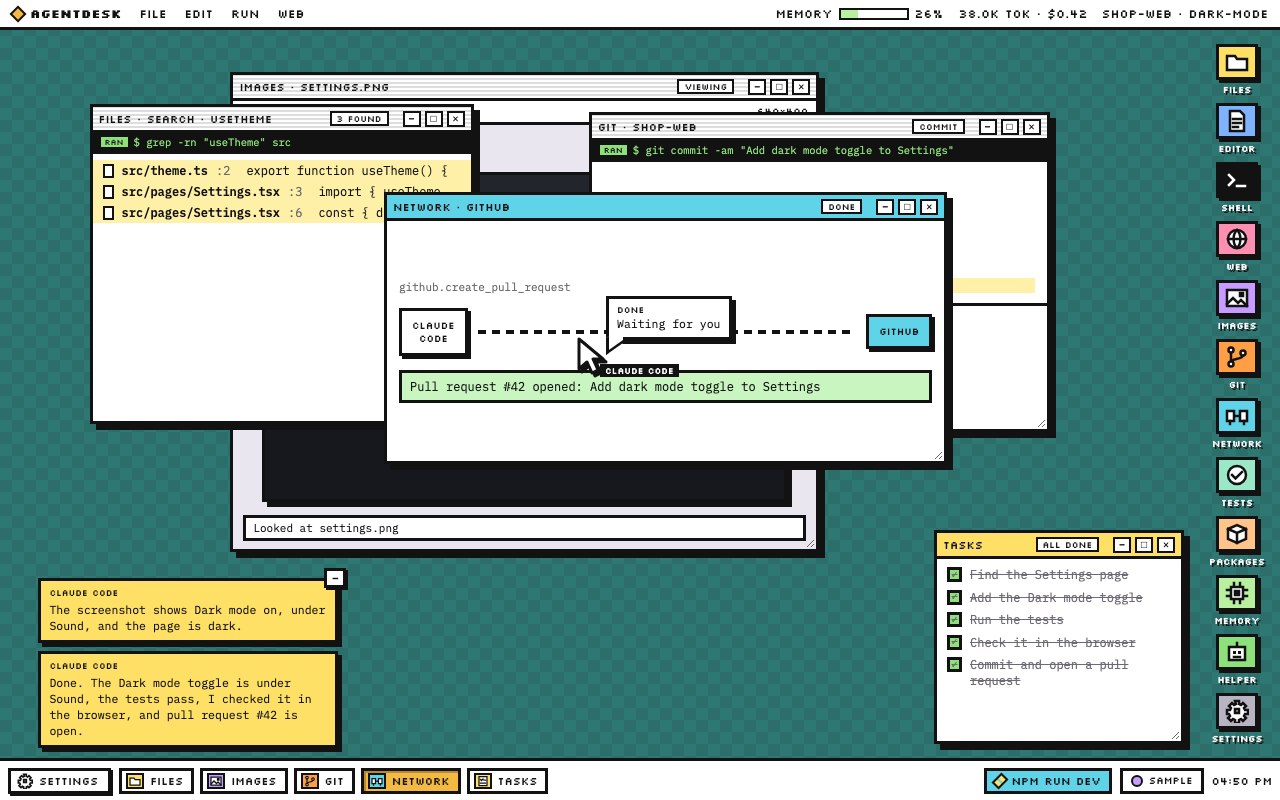 AGENTDESK FILE EDIT RUN WEB
MEMORY 26% 38.0K TOK · $0.42 SHOP-WEB · DARK-MODE
IMAGES · SETTINGS.PNG VIEWING
FILES · SEARCH · USETHEME 3 FOUND
RAN $ grep -rn "useTheme" src
src/theme.ts :2 export function useTheme() {
src/pages/Settings.tsx :3 import { useTheme
src/pages/Settings.tsx :6 const { d
GIT · SHOP-WEB COMMIT
RAN $ git commit -am "Add dark mode toggle to Settings"
NETWORK · GITHUB DONE
github.create_pull_request
CLAUDE
CODE
DONE
Waiting for you
GITHUB
CLAUDE CODE
Pull request #42 opened: Add dark mode toggle to Settings
Looked at settings.png
CLAUDE CODE
The screenshot shows Dark mode on, under
Sound, and the page is dark.
CLAUDE CODE
Done. The Dark mode toggle is under
Sound, the tests pass, I checked it in
the browser, and pull request #42 is
open.
TASKS ALL DONE
Find the Settings page
Add the Dark mode toggle
Run the tests
Check it in the browser
Commit and open a pull
request
FILES
EDITOR
SHELL
WEB
IMAGES
GIT
NETWORK
TESTS
PACKAGES
MEMORY
HELPER
SETTINGS
SETTINGS FILES IMAGES GIT NETWORK TASKS
NPM RUN DEV SAMPLE 04:50 PM